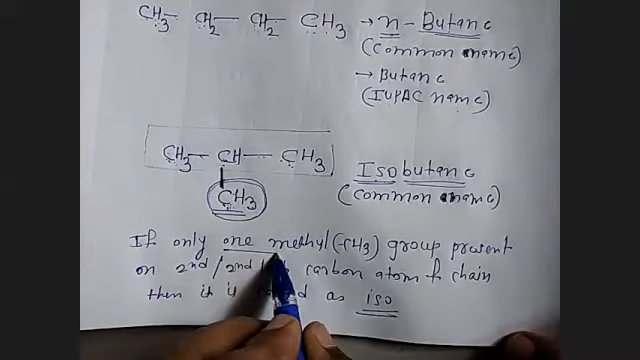 CH3 — CH2 — CH2 — CH3 → n - Butane
(Common name)
→ Butane
(IUPAC name)
CH3 — CH — CH3
CH3
Isobutane
(Common name)
If only one methyl (-CH3) group present
on 2nd/2nd carbon atom of chain
then it is as iso